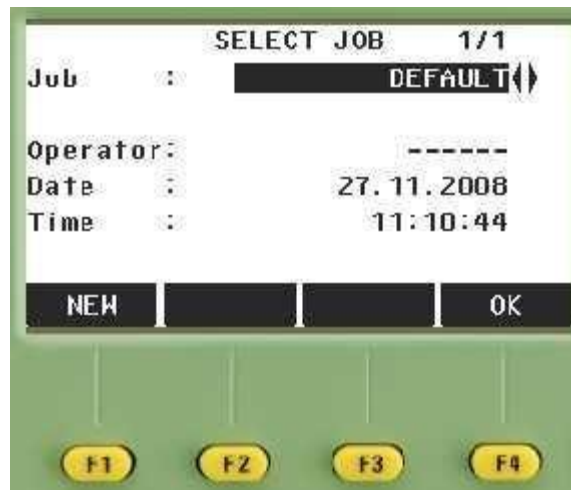 SELECT JOB 1/1
Job : DEFAULT
Operator: ------
Date : 27.11.2008
Time : 11:10:44
NEW OK
F1 F2 F3 F4